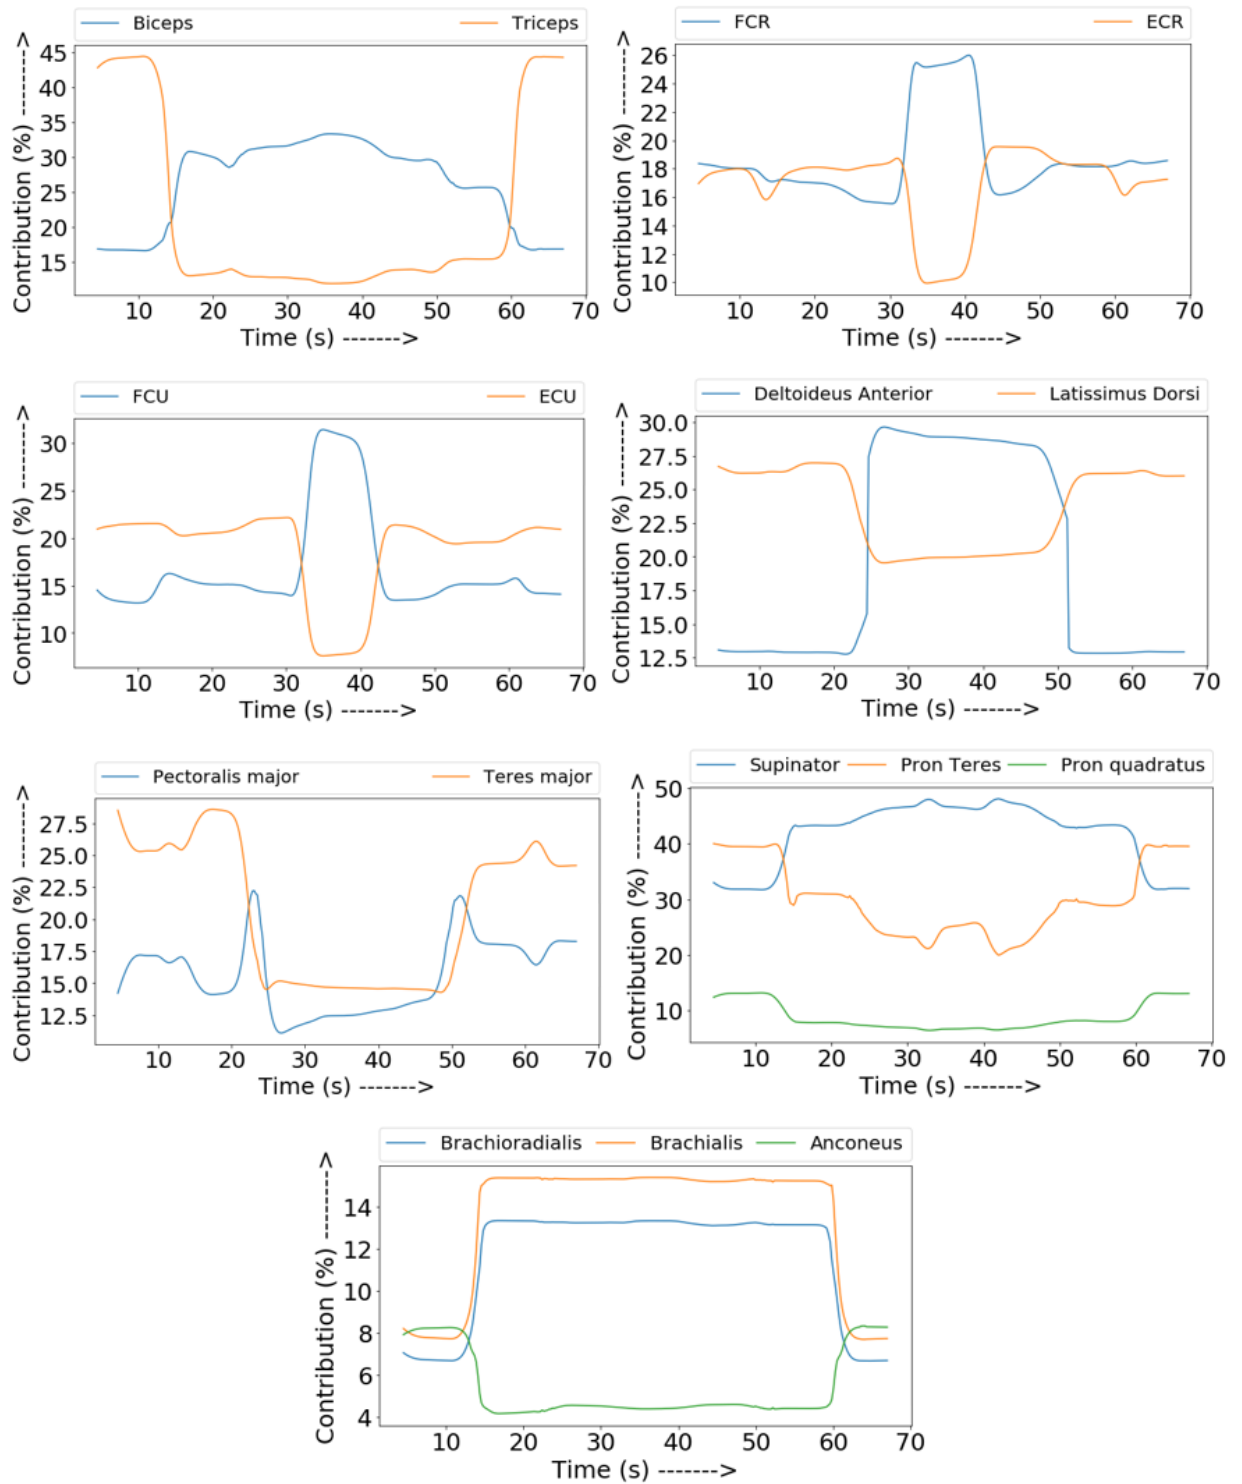 Biceps Triceps
45
40
35
30
25
20
15
10 20 30 40 50 60 70
Contribution (%) ------->
Time (s) ------->
FCR ECR
26
24
22
20
18
16
14
12
10
10 20 30 40 50 60 70
Contribution (%) ------->
Time (s) ------->
FCU ECU
30
25
20
15
10
10 20 30 40 50 60 70
Contribution (%) ------->
Time (s) ------->
Deltoideus Anterior Latissimus Dorsi
30.0
27.5
25.0
22.5
20.0
17.5
15.0
12.5
10 20 30 40 50 60 70
Contribution (%) ------->
Time (s) ------->
Pectoralis major Teres major
27.5
25.0
22.5
20.0
17.5
15.0
12.5
10 20 30 40 50 60 70
Contribution (%) ------->
Time (s) ------->
Supinator Pron Teres Pron quadratus
50
40
30
20
10
10 20 30 40 50 60 70
Contribution (%) ------->
Time (s) ------->
Brachioradialis Brachialis Anconeus
14
12
10
8
6
4
10 20 30 40 50 60 70
Contribution (%) ------->
Time (s) ------->